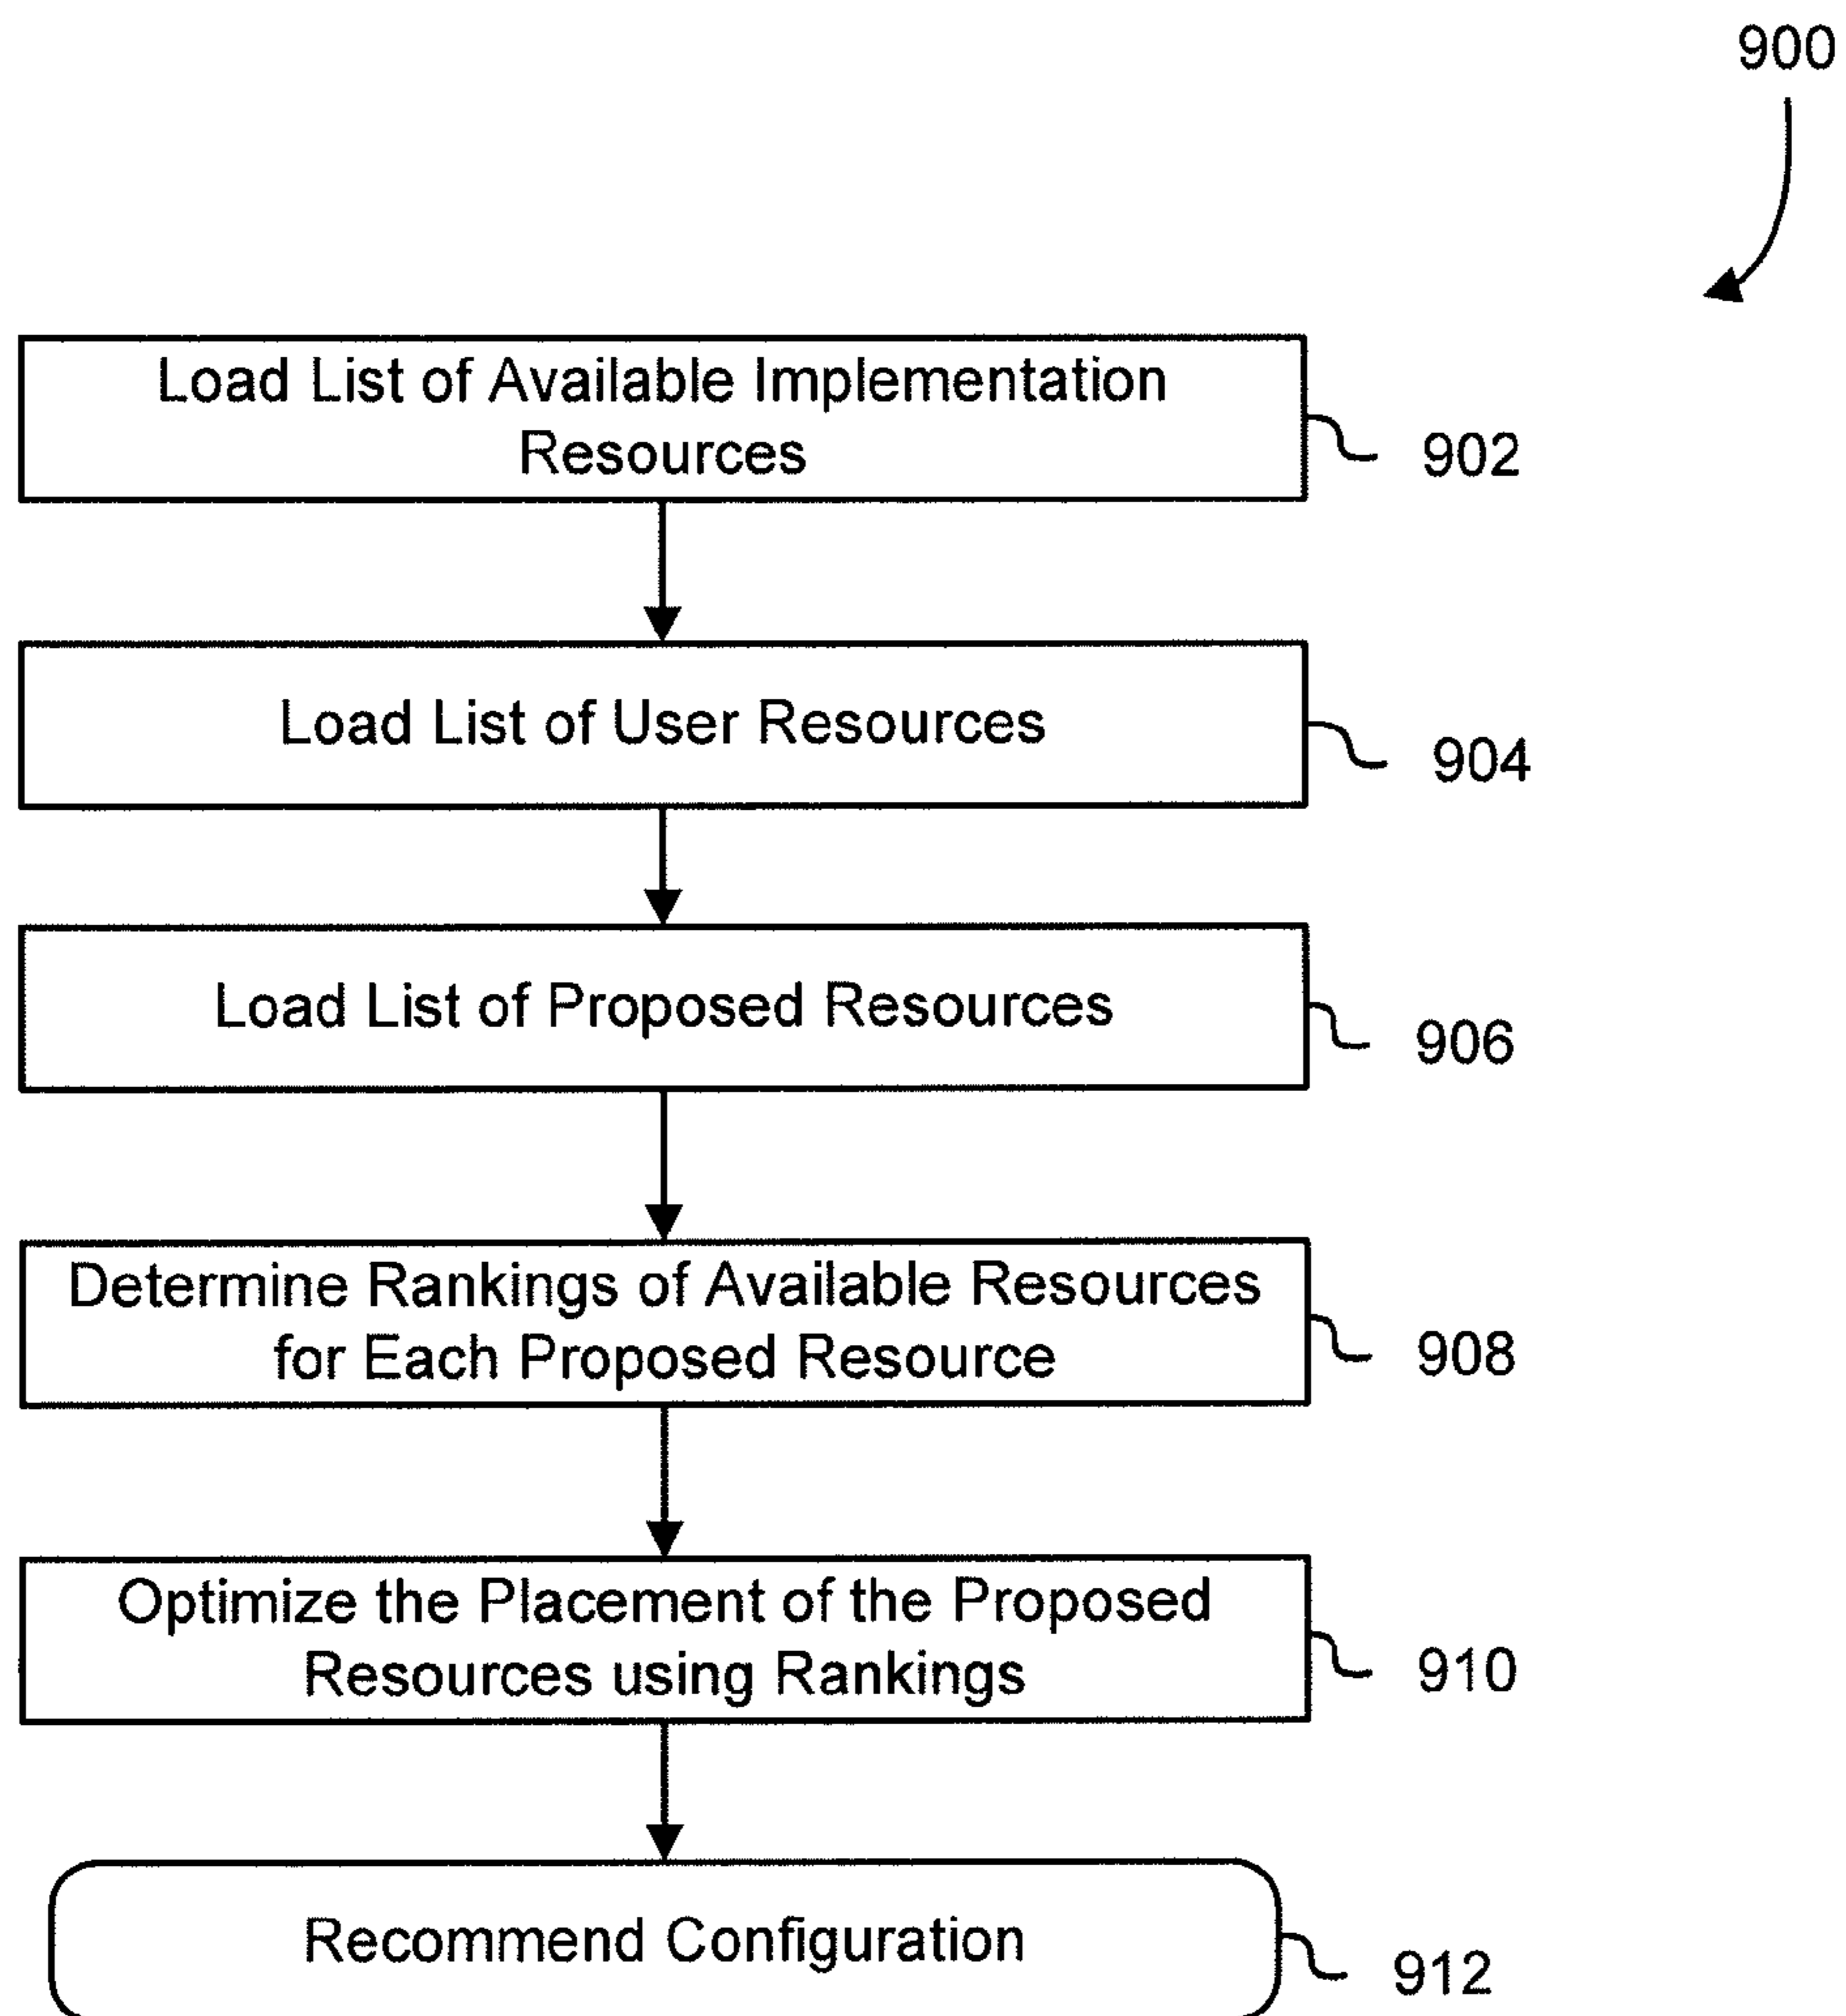 900
Load List of Available Implementation
Resources
902
Load List of User Resources
904
Load List of Proposed Resources
906
Determine Rankings of Available Resources
for Each Proposed Resource
908
Optimize the Placement of the Proposed
Resources using Rankings
910
Recommend Configuration
912